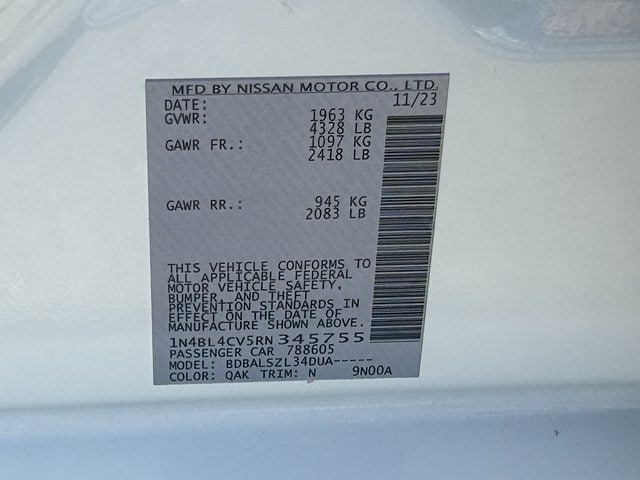 MFD BY NISSAN MOTOR CO., LTD.
DATE: 11/23
GVWR: 1963 KG
4328 LB
GAWR FR.: 1097 KG
2418 LB
GAWR RR.: 945 KG
2083 LB
THIS VEHICLE CONFORMS TO
ALL APPLICABLE FEDERAL
MOTOR VEHICLE SAFETY,
BUMPER, AND THEFT
PREVENTION STANDARDS IN
EFFECT ON THE DATE OF
MANUFACTURE SHOWN ABOVE.
1N4BL4CV5RN345755
PASSENGER CAR 788605
MODEL: BDBALSZL34DUA-----
COLOR: QAK TRIM: N 9N00A